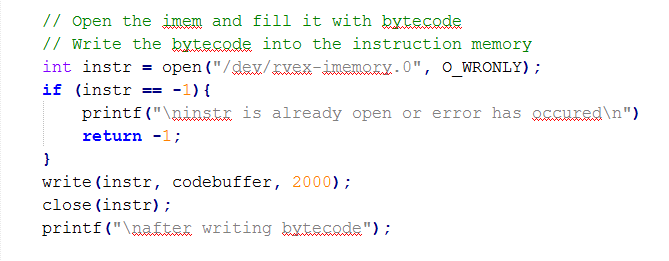 // Open the imem and fill it with bytecode
// Write the bytecode into the instruction memory
int instr = open("/dev/rvex-imemory.0", O_WRONLY);
if (instr == -1){
printf("\ninstr is already open or error has occured\n")
return -1;
}
write(instr, codebuffer, 2000);
close(instr);
printf("\nafter writing bytecode");